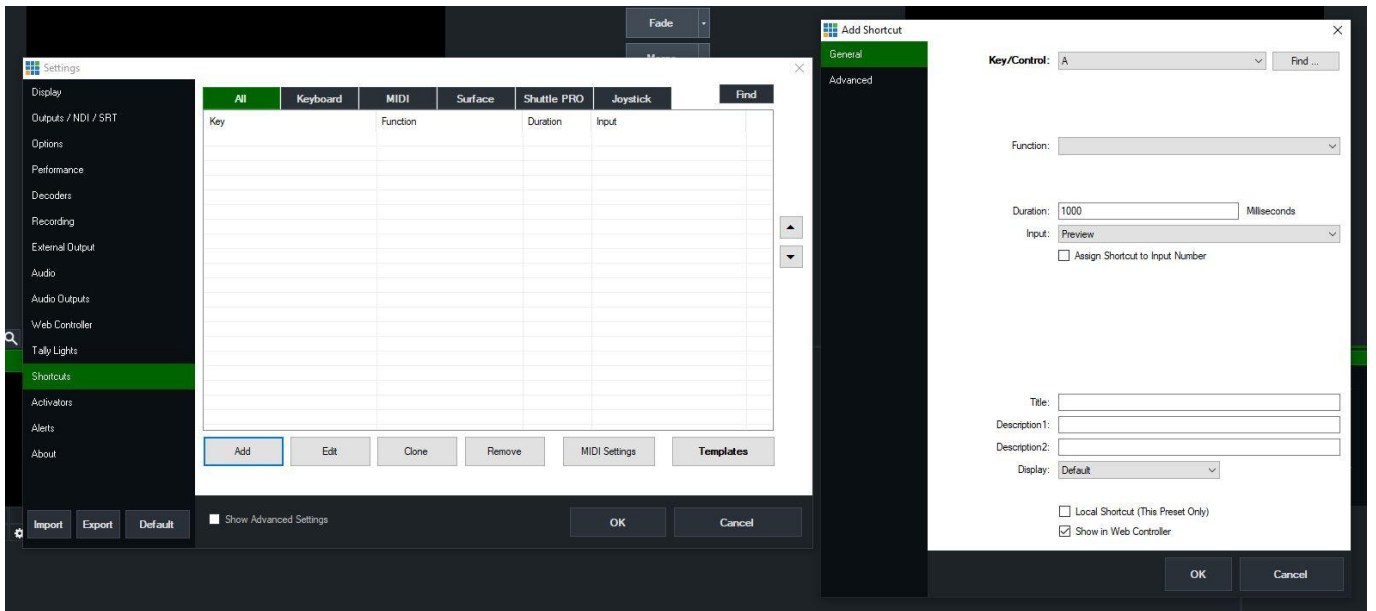 Fade
Settings
Display
Outputs / NDI / SRT
Options
Performance
Decoders
Recording
External Output
Audio
Audio Outputs
Web Controller
Tally Lights
Shortcuts
Activators
Alerts
About
Import Export Default
All Keyboard MIDI Surface Shuttle PRO Joystick Find
Key Function Duration Input
Add Edit Clone Remove MIDI Settings Templates
Show Advanced Settings
OK Cancel
Add Shortcut
General
Advanced
Key/Control: A Find ...
Function:
Duration: 1000 Milliseconds
Input: Preview
Assign Shortcut to Input Number
Title:
Description1:
Description2:
Display: Default
Local Shortcut (This Preset Only)
Show in Web Controller
OK Cancel